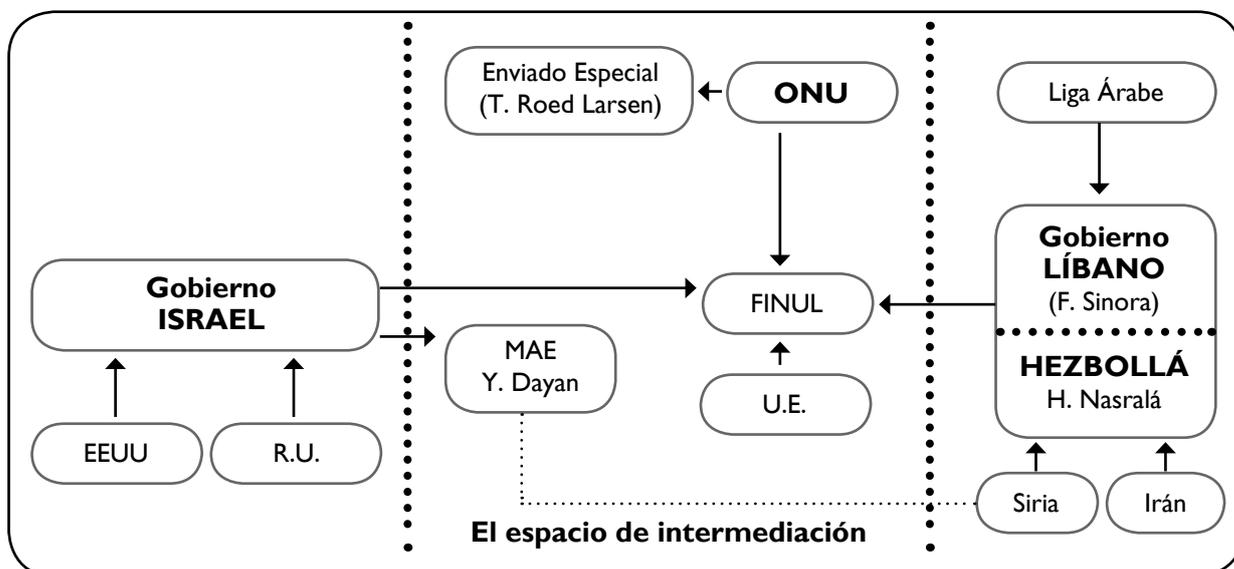 Enviado Especial
(T. Roed Larsen)
ONU
Liga Árabe
Gobierno
ISRAEL
FINUL
Gobierno
LÍBANO
(F. Sinora)
MAE
Y. Dayan
HEZBOLLÁ
H. Nasralá
U.E.
EEUU
R.U.
Siria
Irán
El espacio de intermediación